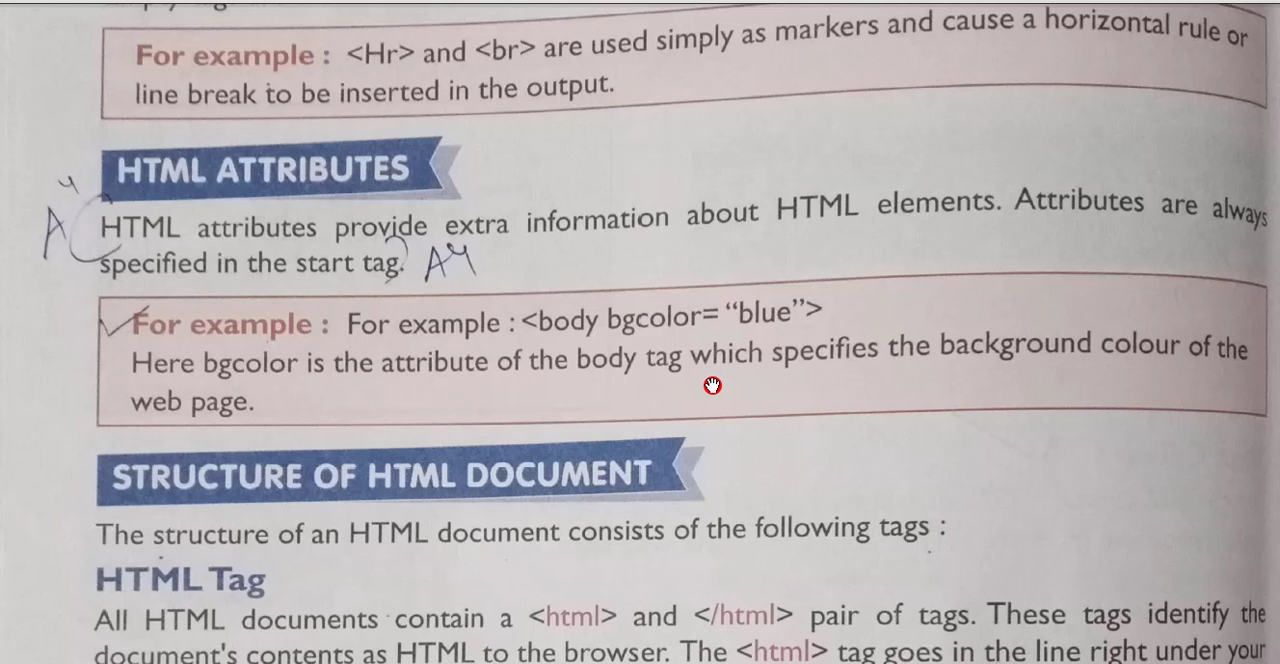 For example : <Hr> and <br> are used simply as markers and cause a horizontal rule or
line break to be inserted in the output.
HTML ATTRIBUTES
HTML attributes provide extra information about HTML elements. Attributes are always
specified in the start tag. A4
For example : For example : <body bgcolor= “blue”>
Here bgcolor is the attribute of the body tag which specifies the background colour of the
web page.
STRUCTURE OF HTML DOCUMENT
The structure of an HTML document consists of the following tags :
HTML Tag
All HTML documents contain a <html> and </html> pair of tags. These tags identify the
document's contents as HTML to the browser. The <html> tag goes in the line right under your